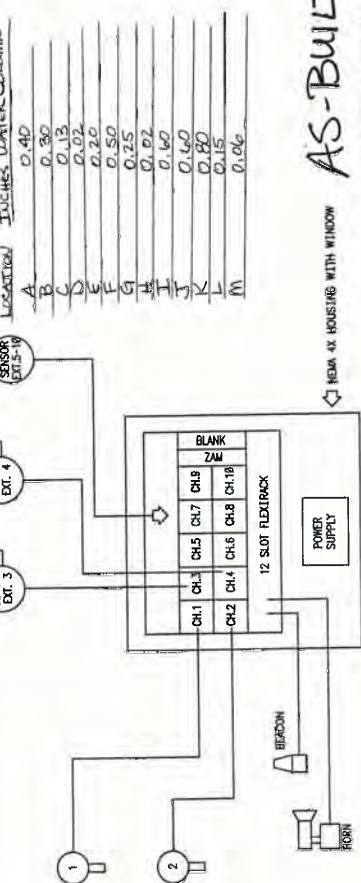 LOCATION INCHES WATER COLUMN
A 0.40
B 0.30
C 0.13
D 0.02
E 0.20
F 0.50
G 0.25
H 0.02
I 0.60
J 0.60
K 0.80
L 0.15
M 0.06
EXT. 3
EXT. 4
SENSOR
EXT.5-10
1
2
CH.1 CH.3 CH.5 CH.7 CH.9
ZAM
BLANK
CH.2 CH.4 CH.6 CH.8 CH.10
12 SLOT FLEXIRACK
POWER
SUPPLY
BEACON
HORN
NEMA 4X HOUSING WITH WINDOW
AS-BUILT